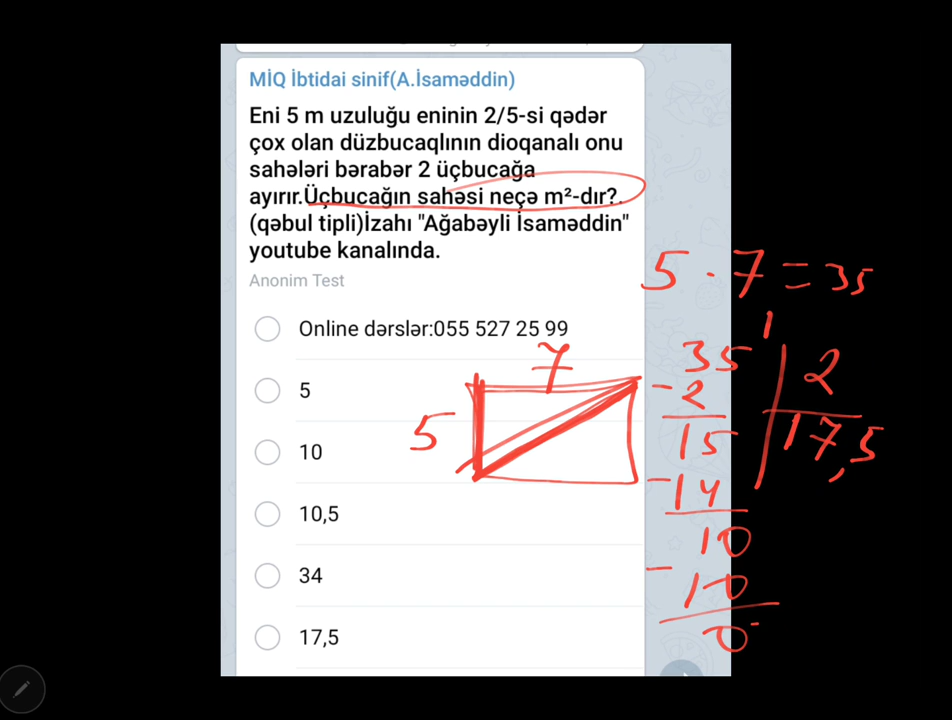 MİQ İbtidai sinif(A.İsaməddin)
Eni 5 m uzuluğu eninin 2/5-si qədər
çox olan düzbucaqlının dioqanalı onu
sahələri bərabər 2 üçbucağa
ayırır.Üçbucağın sahəsi neçə m²-dır?.
(qəbul tipli)İzahı "Ağabəyli İsaməddin"
youtube kanalında.
Anonim Test
5 · 7 = 35
Online dərslər:055 527 25 99
5
10
10,5
34
17,5
7
5
1
35 2
- 2
15 17,5
- 14
10
- 10
0